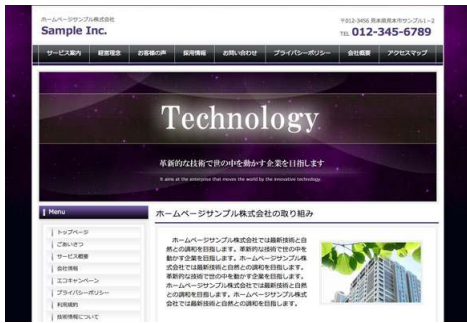 ホームページサンプル株式会社
Sample Inc.
〒012-3456 見本県見本市サンプル1−2
TEL 012-345-6789
サービス案内 経営理念 お客様の声 採用情報 お問い合わせ プライバシーポリシー 会社概要 アクセスマップ
Technology
革新的な技術で世の中を動かす企業を目指します
It aims at the enterprise that moves the world by the innovative technology.
Menu
トップページ
ごあいさつ
サービス概要
会社情報
エコキャンペーン
プライバシーポリシー
利用規約
技術情報について
ホームページサンプル株式会社の取り組み
ホームページサンプル株式会社では最新技術と自
然との調和を目指します。革新的な技術で世の中を
動かす企業を目指します。ホームページサンプル株
式会社では最新技術と自然との調和を目指します。
革新的な技術で世の中を動かす企業を目指します。
ホームページサンプル株式会社では最新技術と自然
との調和を目指します。ホームページサンプル株式
会社では最新技術と自然との調和を目指します。